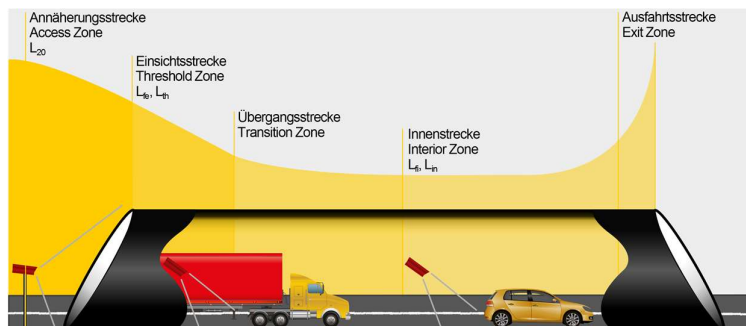 Annäherungsstrecke
Access Zone
L₂₀
Einsichtsstrecke
Threshold Zone
Lfe, Lth
Übergangsstrecke
Transition Zone
Innenstrecke
Interior Zone
Lfi, Lin
Ausfahrtsstrecke
Exit Zone